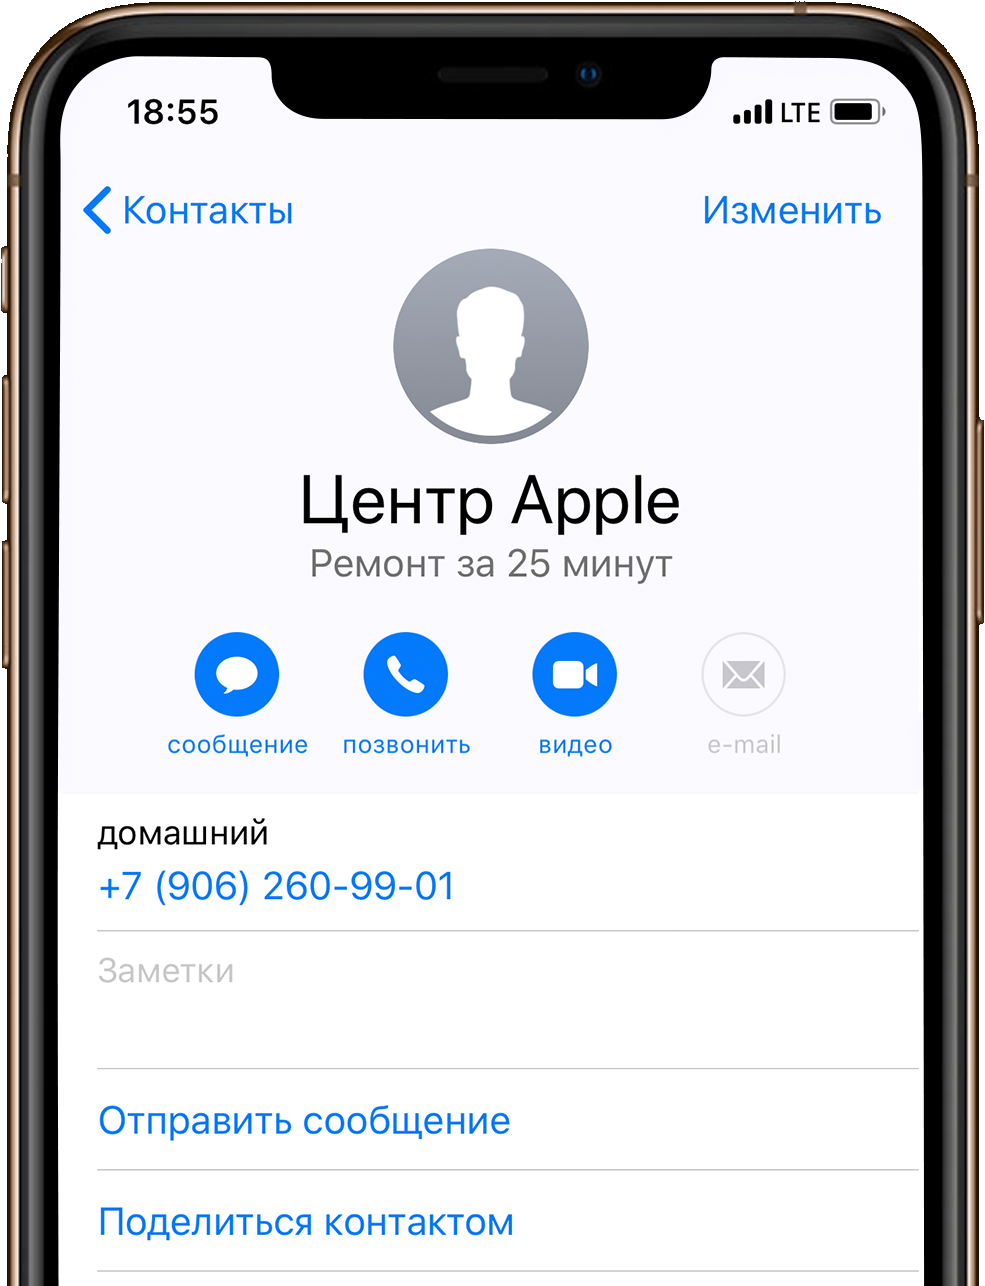 18:55 LTE
Контакты Изменить
Центр Apple
Ремонт за 25 минут
сообщение позвонить видео e-mail
домашний
+7 (906) 260-99-01
Заметки
Отправить сообщение
Поделиться контактом